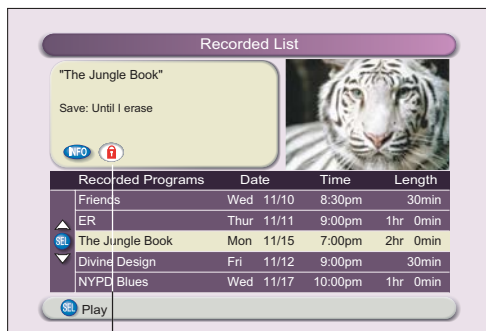 Recorded List
"The Jungle Book"
Save: Until I erase
INFO
Recorded Programs Date Time Length
Friends Wed 11/10 8:30pm 30min
ER Thur 11/11 9:00pm 1hr 0min
SEL The Jungle Book Mon 11/15 7:00pm 2hr 0min
Divine Design Fri 11/12 9:00pm 30min
NYPD Blues Wed 11/17 10:00pm 1hr 0min
SEL Play